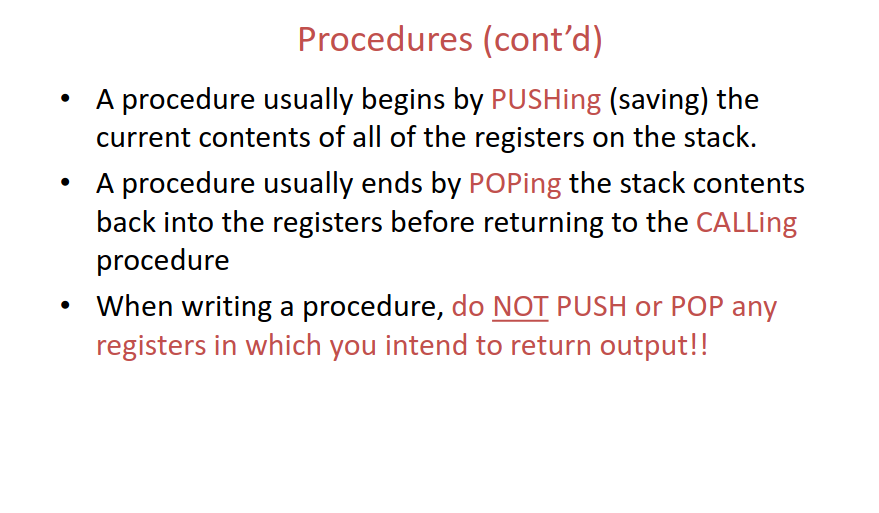 Procedures (cont’d)
• A procedure usually begins by PUSHing (saving) the
current contents of all of the registers on the stack.
• A procedure usually ends by POPing the stack contents
back into the registers before returning to the CALLing
procedure
• When writing a procedure, do NOT PUSH or POP any
registers in which you intend to return output!!